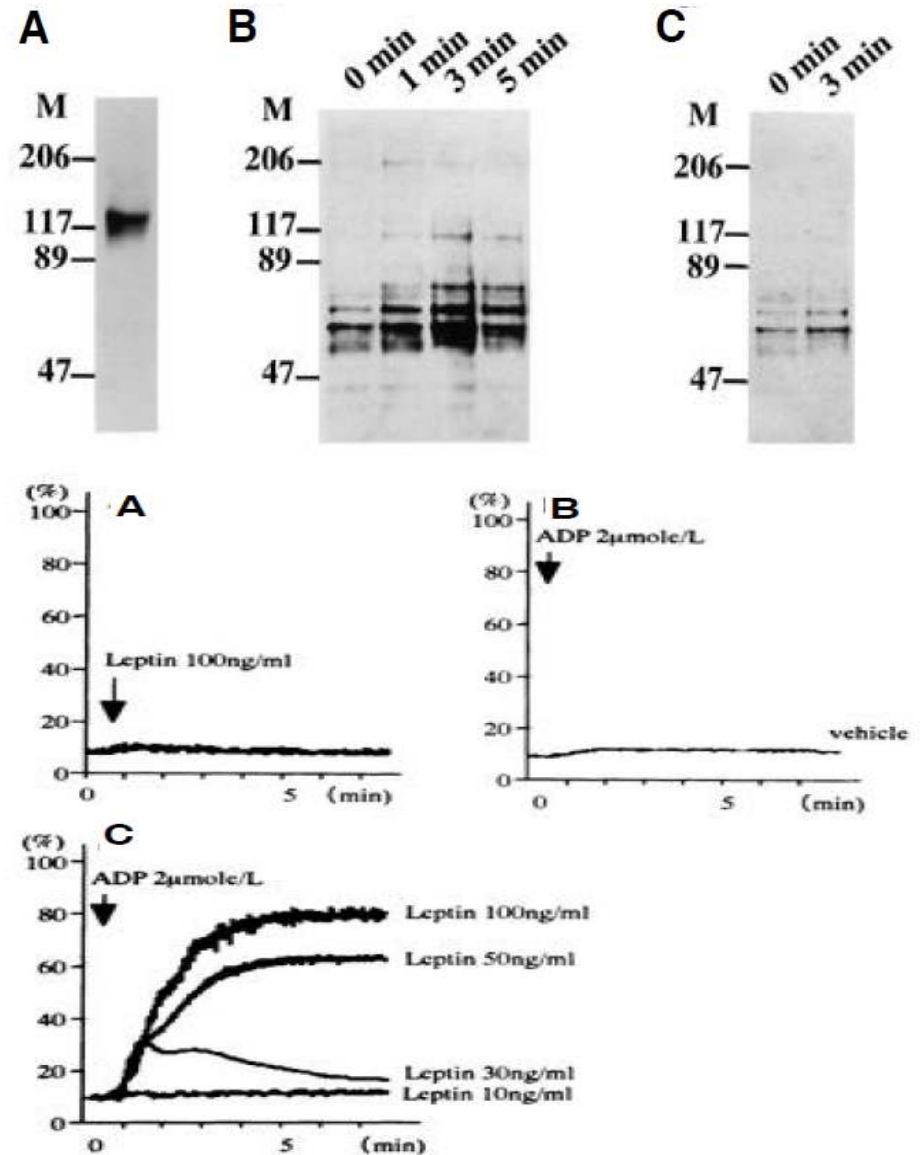 A
M
206
117
89
47
B
0 min
1 min
3 min
5 min
M
206
117
89
47
C
0 min
3 min
M
206
117
89
47
(%)
A
100
80
60
40
20
0
Leptin 100ng/ml
0
5
(min)
(%)
B
100
80
60
40
20
0
ADP 2μmole/L
vehicle
0
5
(min)
(%)
C
100
80
60
40
20
0
ADP 2μmole/L
Leptin 100ng/ml
Leptin 50ng/ml
Leptin 30ng/ml
Leptin 10ng/ml
0
5
(min)